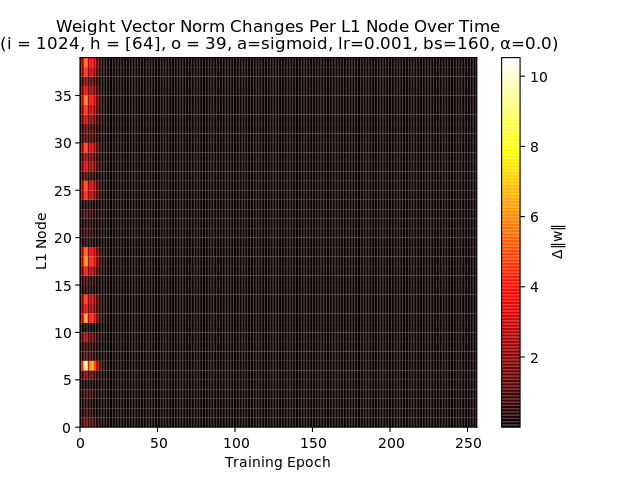 Weight Vector Norm Changes Per L1 Node Over Time
(i = 1024, h = [64], o = 39, a=sigmoid, lr=0.001, bs=160, α=0.0)
L1 Node
35
30
25
20
15
10
5
0
0 50 100 150 200 250
Training Epoch
10
8
6
4
2
Δ‖w‖